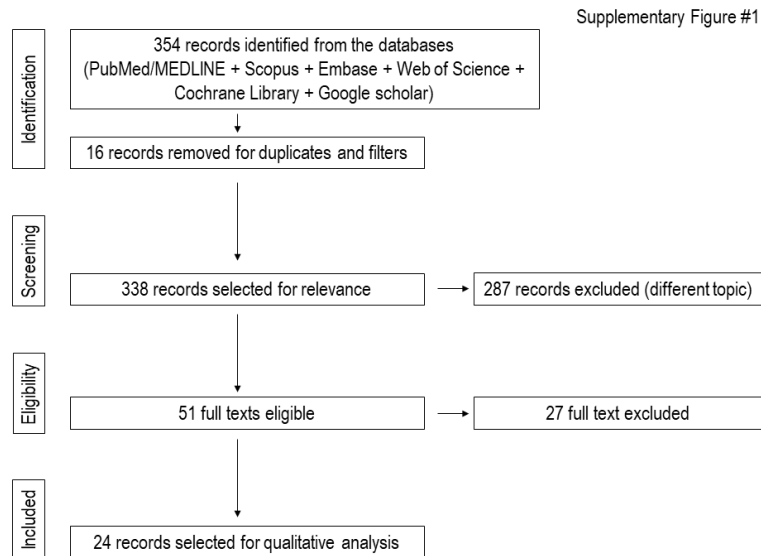 Supplementary Figure #1
Identification
354 records identified from the databases
(PubMed/MEDLINE + Scopus + Embase + Web of Science +
Cochrane Library + Google scholar)
16 records removed for duplicates and filters
Screening
338 records selected for relevance
287 records excluded (different topic)
Eligibility
51 full texts eligible
27 full text excluded
Included
24 records selected for qualitative analysis